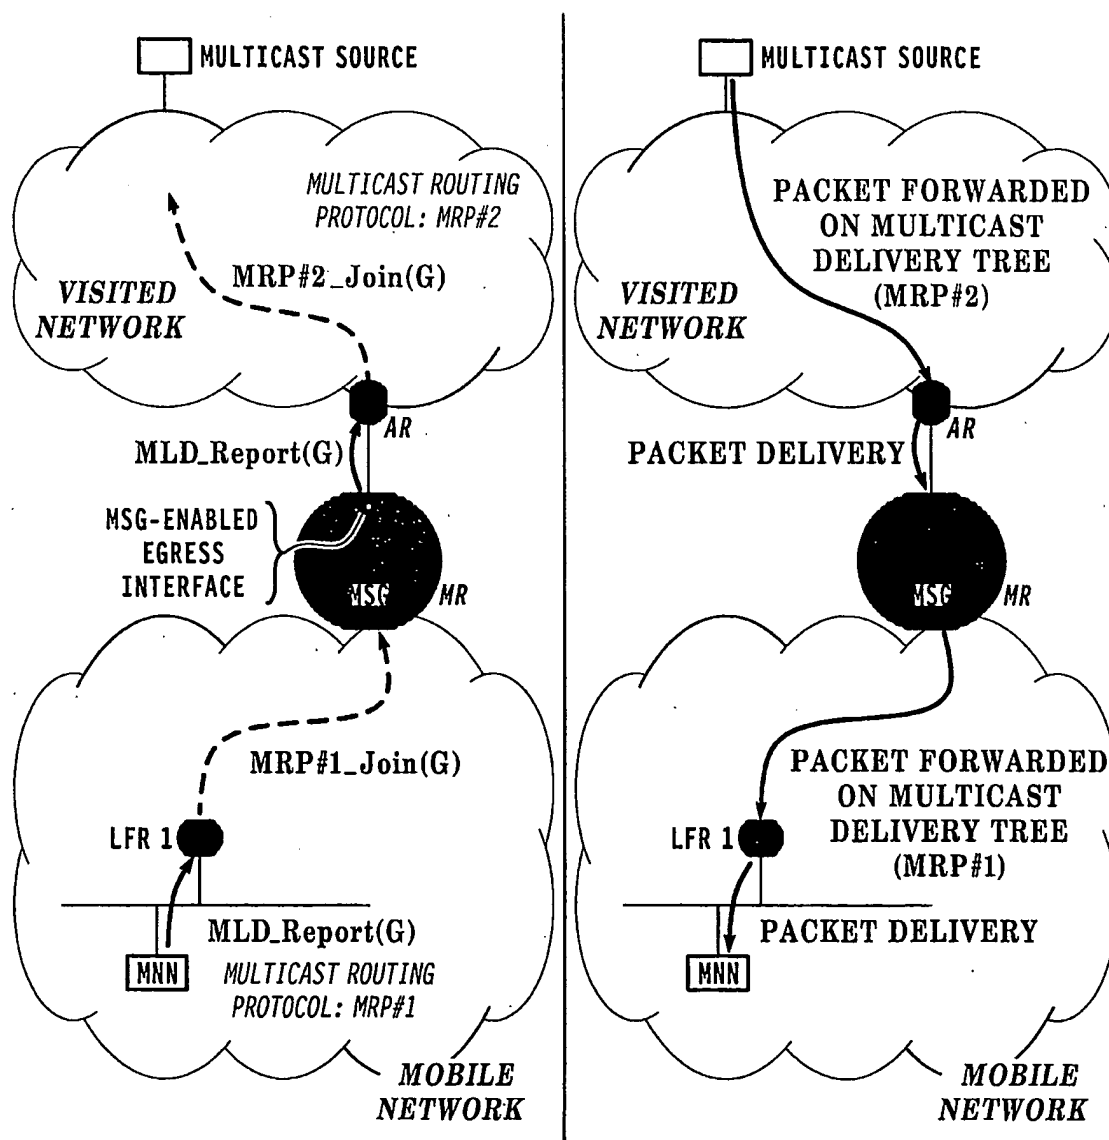 MULTICAST SOURCE
MULTICAST ROUTING
PROTOCOL: MRP#2
MRP#2_Join(G)
VISITED
NETWORK
AR
MLD_Report(G)
MSG-ENABLED
EGRESS
INTERFACE
MSG
MR
MRP#1_Join(G)
LFR 1
MLD_Report(G)
MNN
MULTICAST ROUTING
PROTOCOL: MRP#1
MOBILE
NETWORK
MULTICAST SOURCE
PACKET FORWARDED
ON MULTICAST
DELIVERY TREE
(MRP#2)
VISITED
NETWORK
AR
PACKET DELIVERY
MSG
MR
PACKET FORWARDED
ON MULTICAST
DELIVERY TREE
(MRP#1)
LFR 1
PACKET DELIVERY
MNN
MOBILE
NETWORK